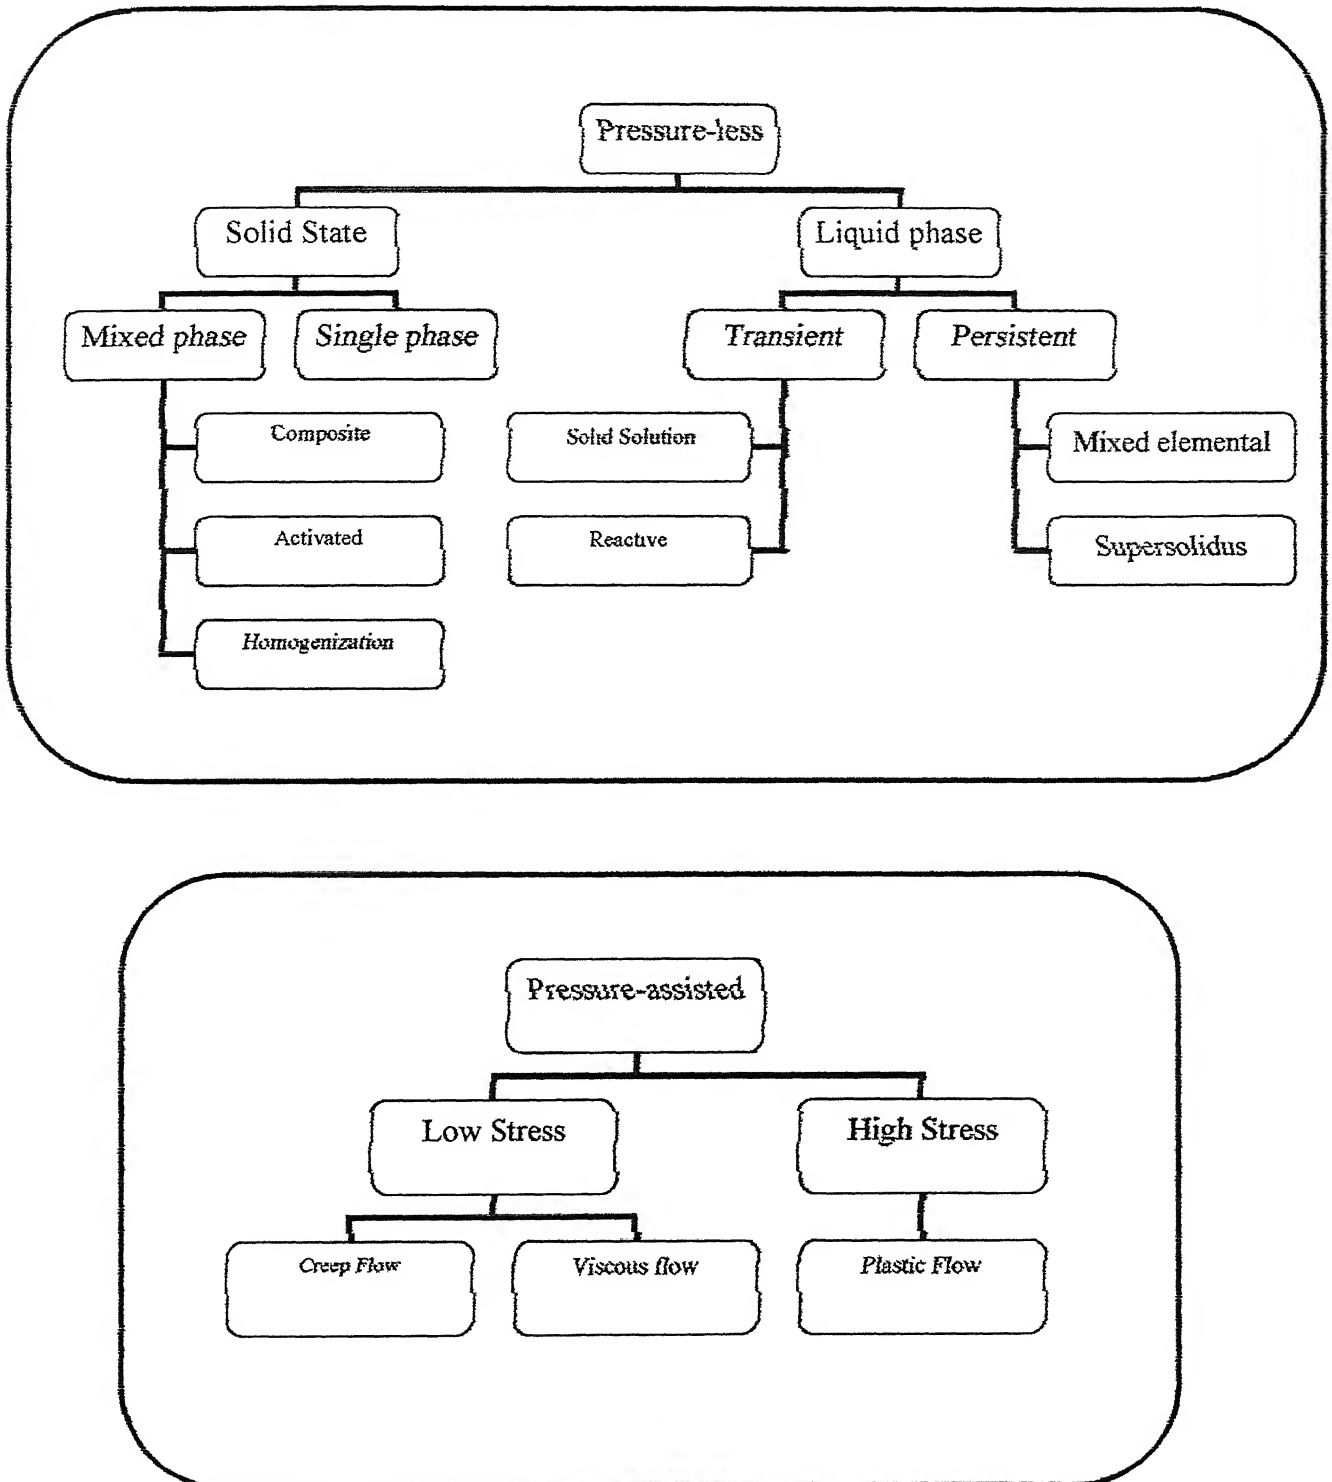 Pressure-less
Solid State
Liquid phase
Mixed phase
Single phase
Transient
Persistent
Composite
Solid Solution
Mixed elemental
Activated
Reactive
Supersolidus
Homogenization
Pressure-assisted
Low Stress
High Stress
Creep Flow
Viscous flow
Plastic Flow